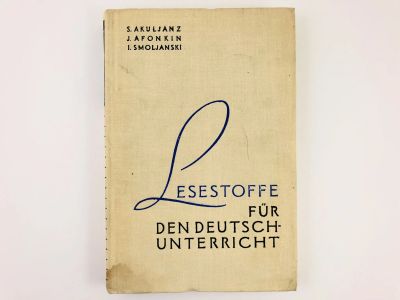 S. AKULJANZ
J. AFONKIN
I. SMOLJANSKI
LESESTOFFE
FÜR
DEN DEUTSCH-
UNTERRICHT